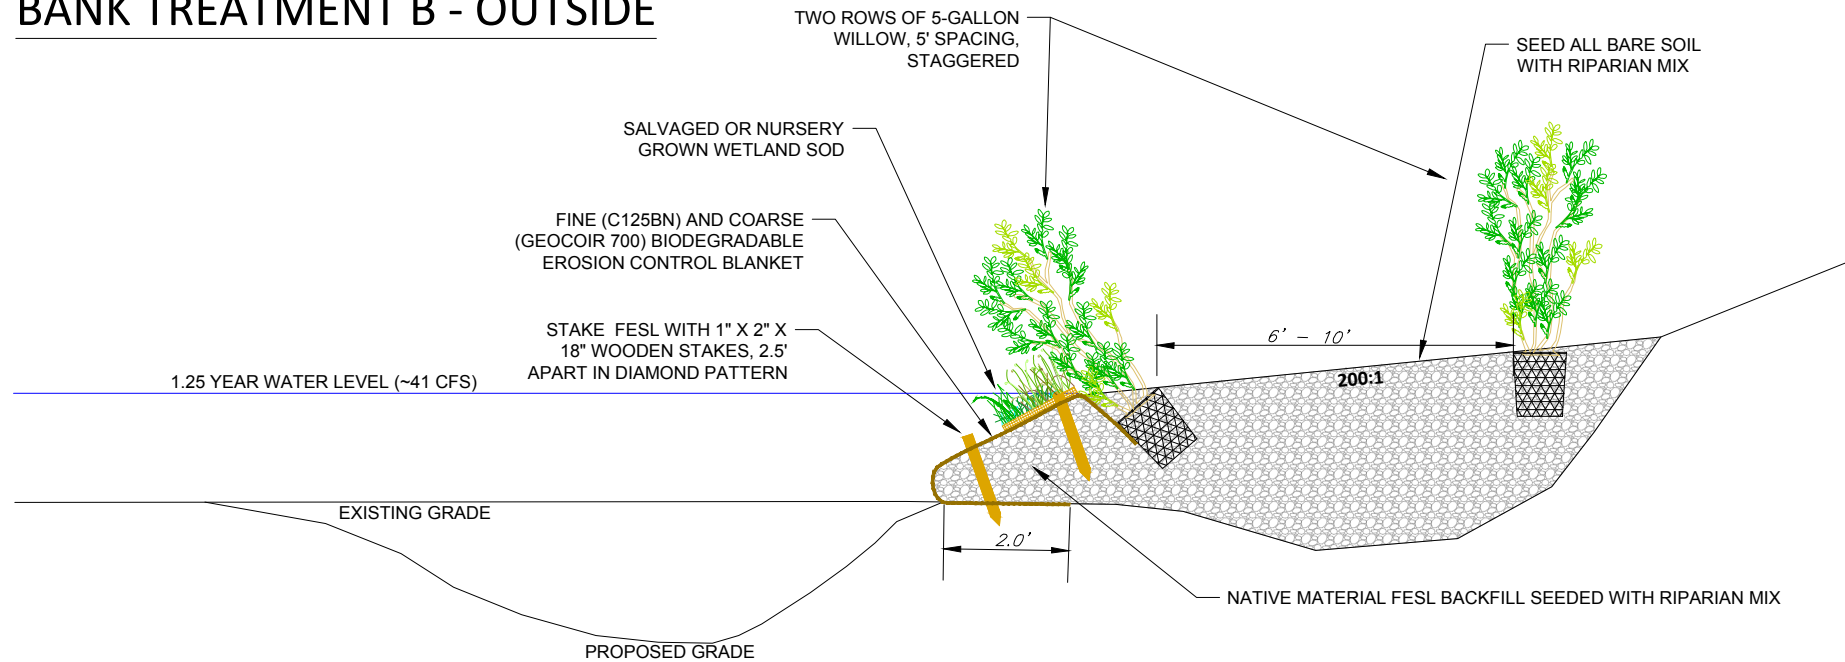 BANK TREATMENT B - OUTSIDE
TWO ROWS OF 5-GALLON
WILLOW, 5' SPACING,
STAGGERED
SEED ALL BARE SOIL
WITH RIPARIAN MIX
SALVAGED OR NURSERY
GROWN WETLAND SOD
FINE (C125BN) AND COARSE
(GEOCOIR 700) BIODEGRADABLE
EROSION CONTROL BLANKET
STAKE FESL WITH 1" X 2" X
18" WOODEN STAKES, 2.5'
APART IN DIAMOND PATTERN
6' - 10'
1.25 YEAR WATER LEVEL (~41 CFS)
200:1
EXISTING GRADE
2.0'
NATIVE MATERIAL FESL BACKFILL SEEDED WITH RIPARIAN MIX
PROPOSED GRADE